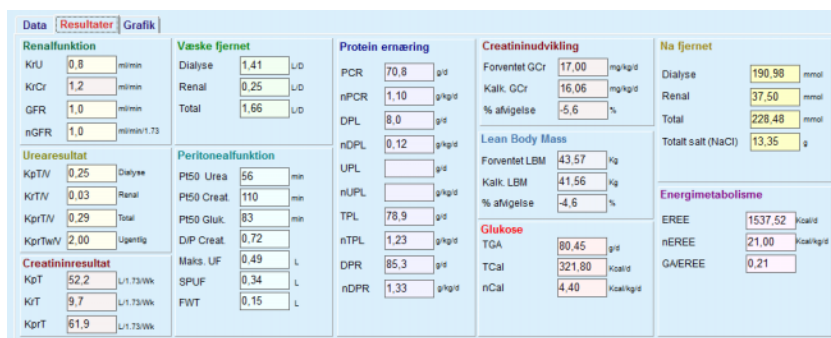 Data Resultater Grafik
Renalfunktion
KrU 0,8 ml/min
KrCr 1,2 ml/min
GFR 1,0 ml/min
nGFR 1,0 ml/min/1.73
Urearesultat
KpT/V 0,25 Dialyse
KrT/V 0,03 Renal
KprT/V 0,29 Total
KprTw/V 2,00 Ugentlig
Creatininresultat
KpT 52,2 L/1.73/Wk
KrT 9,7 L/1.73/Wk
KprT 61,9 L/1.73/Wk
Væske fjernet
Dialyse 1,41 L/D
Renal 0,25 L/D
Total 1,66 L/D
Peritonealfunktion
Pt50 Urea 56 min
Pt50 Creat. 110 min
Pt50 Gluk. 83 min
D/P Creat. 0,72
Maks. UF 0,49 L
SPUF 0,34 L
FWT 0,15 L
Protein ernæring
PCR 70,8 g/d
nPCR 1,10 g/kg/d
DPL 8,0 g/d
nDPL 0,12 g/kg/d
UPL g/d
nUPL g/kg/d
TPL 78,9 g/d
nTPL 1,23 g/kg/d
DPR 85,3 g/d
nDPR 1,33 g/kg/d
Creatininudvikling
Forventet GCr 17,00 mg/kg/d
Kalk. GCr 16,06 mg/kg/d
% afvigelse -5,6 %
Lean Body Mass
Forventet LBM 43,57 Kg
Kalk. LBM 41,56 Kg
% afvigelse -4,6 %
Glukose
TGA 80,45 g/d
TCal 321,80 Kcal/d
nCal 4,40 Kcal/kg/d
Na fjernet
Dialyse 190,98 mmol
Renal 37,50 mmol
Total 228,48 mmol
Totalt salt (NaCl) 13,35 g
Energimetabolisme
EREE 1537,52 Kcal/d
nEREE 21,00 Kcal/kg/d
GA/EREE 0,21